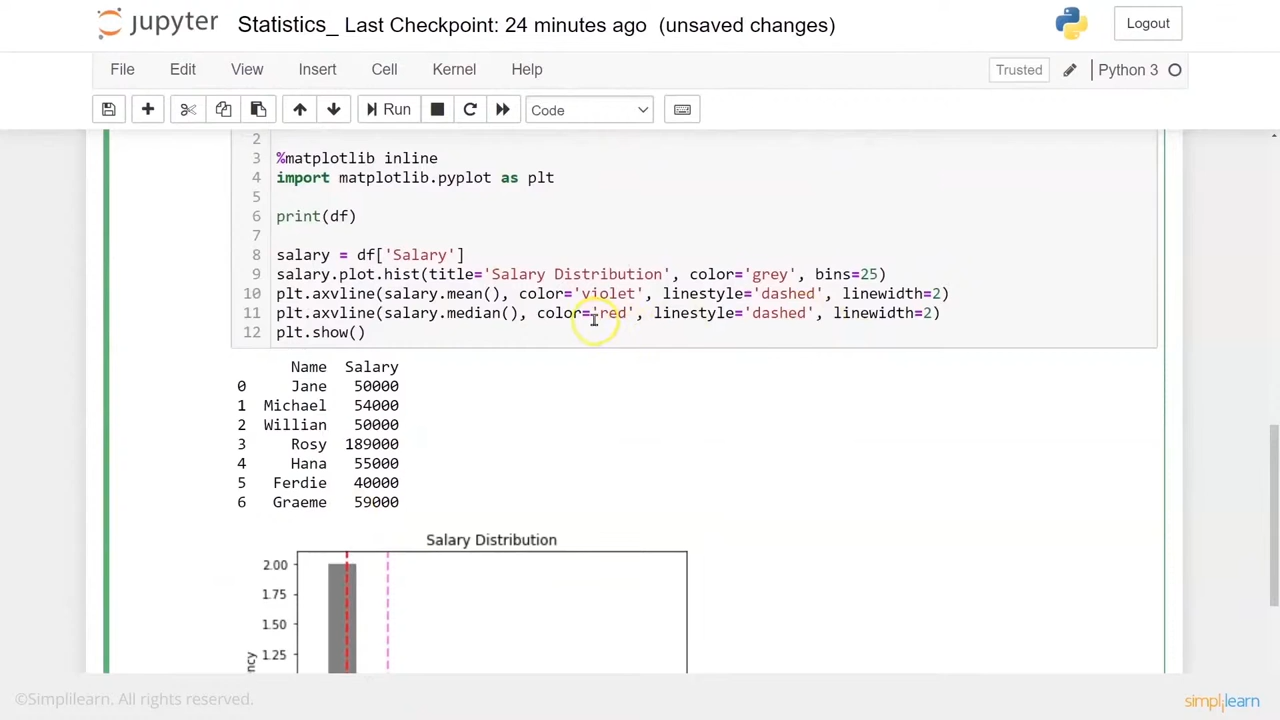 jupyter Statistics_ Last Checkpoint: 24 minutes ago (unsaved changes) Logout
File Edit View Insert Cell Kernel Help Trusted Python 3
Run Code
2
3 %matplotlib inline
4 import matplotlib.pyplot as plt
5
6 print(df)
7
8 salary = df['Salary']
9 salary.plot.hist(title='Salary Distribution', color='grey', bins=25)
10 plt.axvline(salary.mean(), color='violet', linestyle='dashed', linewidth=2)
11 plt.axvline(salary.median(), color='red', linestyle='dashed', linewidth=2)
12 plt.show()
Name Salary
0 Jane 50000
1 Michael 54000
2 Willian 50000
3 Rosy 189000
4 Hana 55000
5 Ferdie 40000
6 Graeme 59000
Salary Distribution
2.00
1.75
1.50
1.25
ncy
©Simplilearn. All rights reserved.
simplilearn